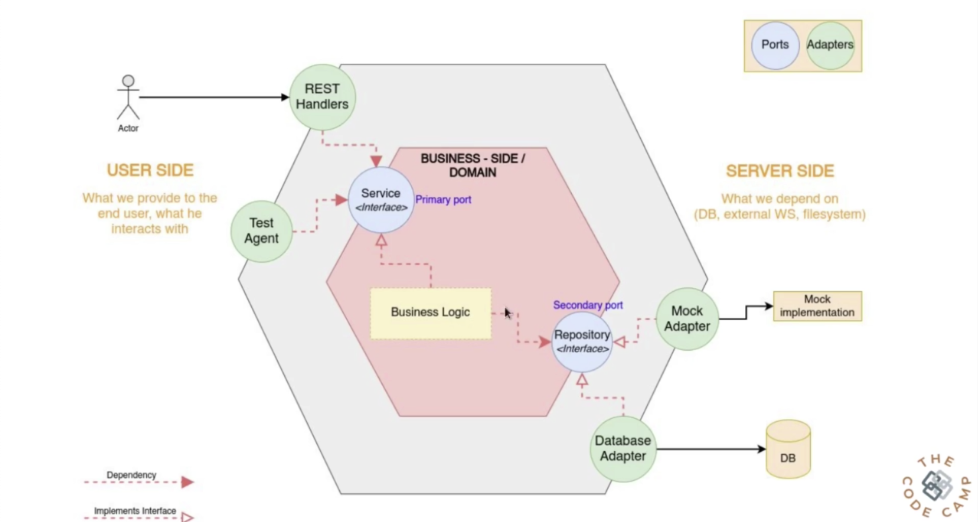 Ports
Adapters
REST
Handlers
Actor
BUSINESS - SIDE /
DOMAIN
USER SIDE
What we provide to the
end user, what he
interacts with
SERVER SIDE
What we depend on
(DB, external WS, filesystem)
Service
<Interface>
Primary port
Test
Agent
Business Logic
Secondary port
Repository
<Interface>
Mock
Adapter
Mock
implementation
Database
Adapter
DB
Dependency
Implements Interface
THE
CODE CAMP